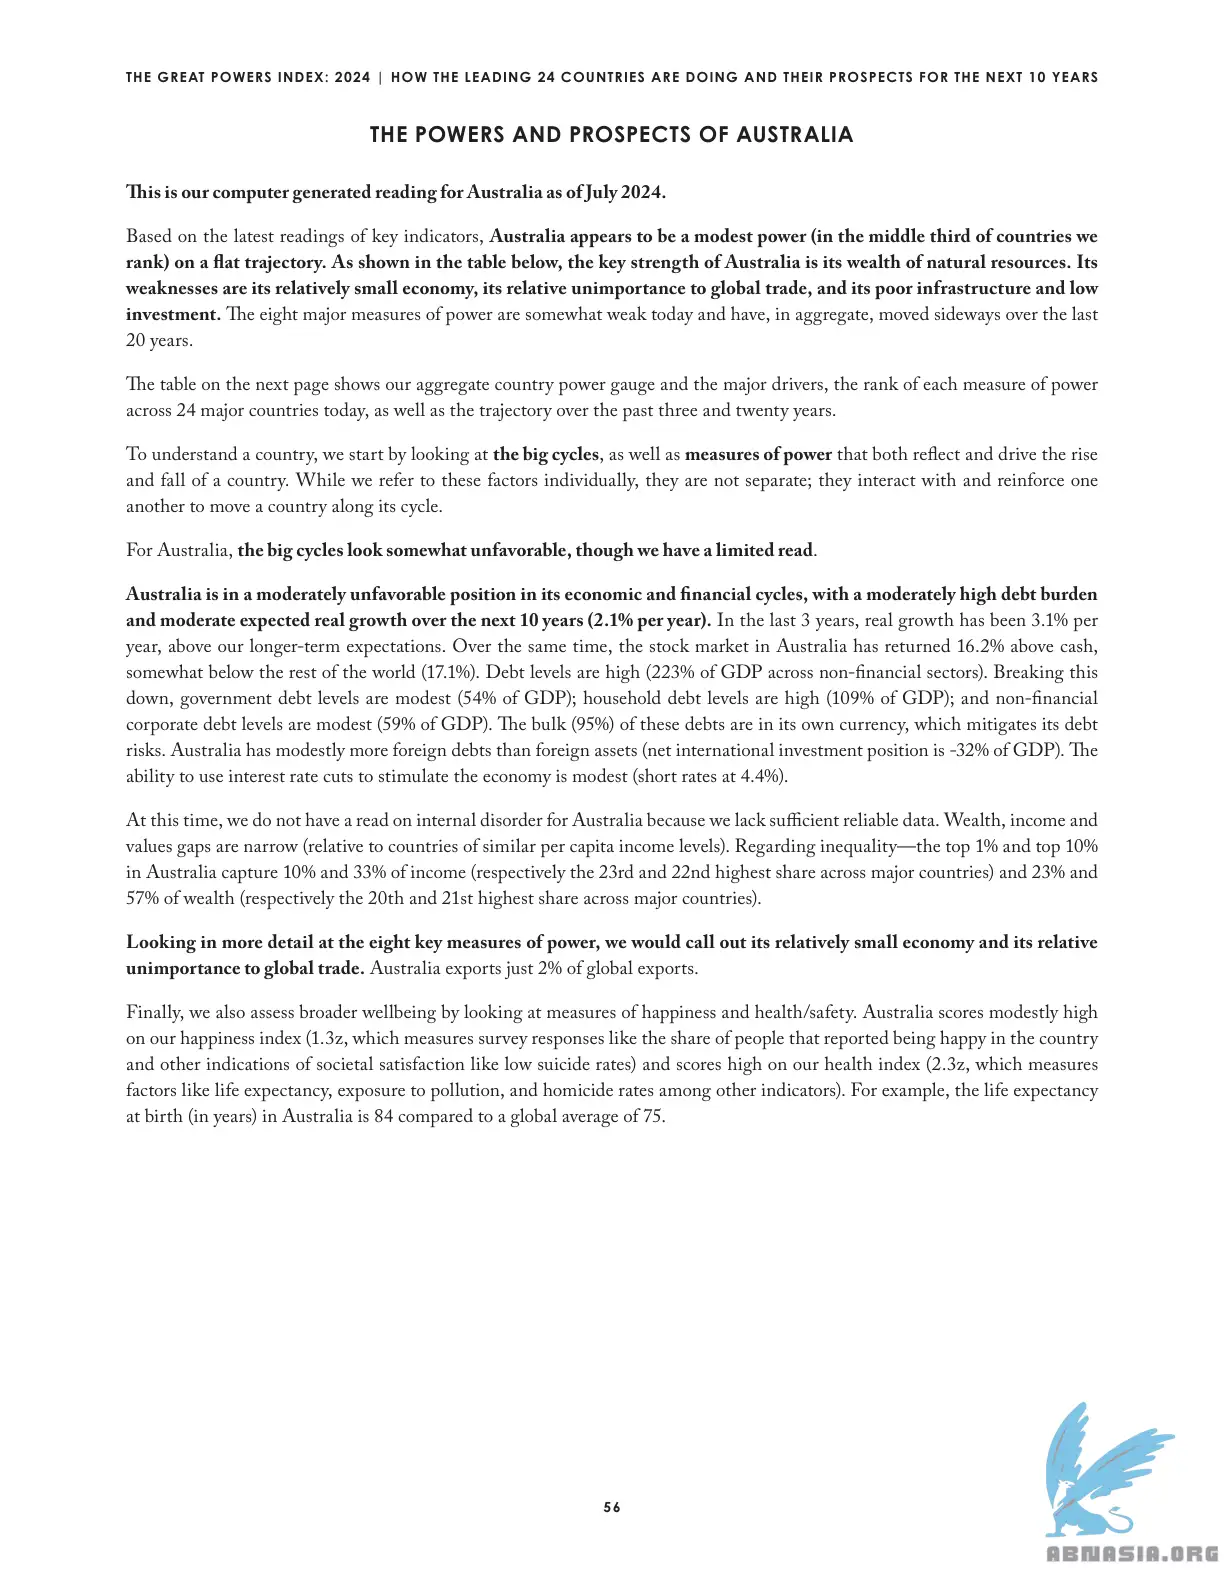 THE GREAT POWERS INDEX: 2024 | HOW THE LEADING 24 COUNTRIES ARE DOING AND THEIR PROSPECTS FOR THE NEXT 10 YEARS
THE POWERS AND PROSPECTS OF AUSTRALIA
This is our computer generated reading for Australia as of July 2024.
Based on the latest readings of key indicators, Australia appears to be a modest power (in the middle third of countries we
rank) on a flat trajectory. As shown in the table below, the key strength of Australia is its wealth of natural resources. Its
weaknesses are its relatively small economy, its relative unimportance to global trade, and its poor infrastructure and low
investment. The eight major measures of power are somewhat weak today and have, in aggregate, moved sideways over the last
20 years.
The table on the next page shows our aggregate country power gauge and the major drivers, the rank of each measure of power
across 24 major countries today, as well as the trajectory over the past three and twenty years.
To understand a country, we start by looking at the big cycles, as well as measures of power that both reflect and drive the rise
and fall of a country. While we refer to these factors individually, they are not separate; they interact with and reinforce one
another to move a country along its cycle.
For Australia, the big cycles look somewhat unfavorable, though we have a limited read.
Australia is in a moderately unfavorable position in its economic and financial cycles, with a moderately high debt burden
and moderate expected real growth over the next 10 years (2.1% per year). In the last 3 years, real growth has been 3.1% per
year, above our longer-term expectations. Over the same time, the stock market in Australia has returned 16.2% above cash,
somewhat below the rest of the world (17.1%). Debt levels are high (223% of GDP across non-financial sectors). Breaking this
down, government debt levels are modest (54% of GDP); household debt levels are high (109% of GDP); and non-financial
corporate debt levels are modest (59% of GDP). The bulk (95%) of these debts are in its own currency, which mitigates its debt
risks. Australia has modestly more foreign debts than foreign assets (net international investment position is -32% of GDP). The
ability to use interest rate cuts to stimulate the economy is modest (short rates at 4.4%).
At this time, we do not have a read on internal disorder for Australia because we lack sufficient reliable data. Wealth, income and
values gaps are narrow (relative to countries of similar per capita income levels). Regarding inequality—the top 1% and top 10%
in Australia capture 10% and 33% of income (respectively the 23rd and 22nd highest share across major countries) and 23% and
57% of wealth (respectively the 20th and 21st highest share across major countries).
Looking in more detail at the eight key measures of power, we would call out its relatively small economy and its relative
unimportance to global trade. Australia exports just 2% of global exports.
Finally, we also assess broader wellbeing by looking at measures of happiness and health/safety. Australia scores modestly high
on our happiness index (1.3z, which measures survey responses like the share of people that reported being happy in the country
and other indications of societal satisfaction like low suicide rates) and scores high on our health index (2.3z, which measures
factors like life expectancy, exposure to pollution, and homicide rates among other indicators). For example, the life expectancy
at birth (in years) in Australia is 84 compared to a global average of 75.
56
ABNASIA.ORG